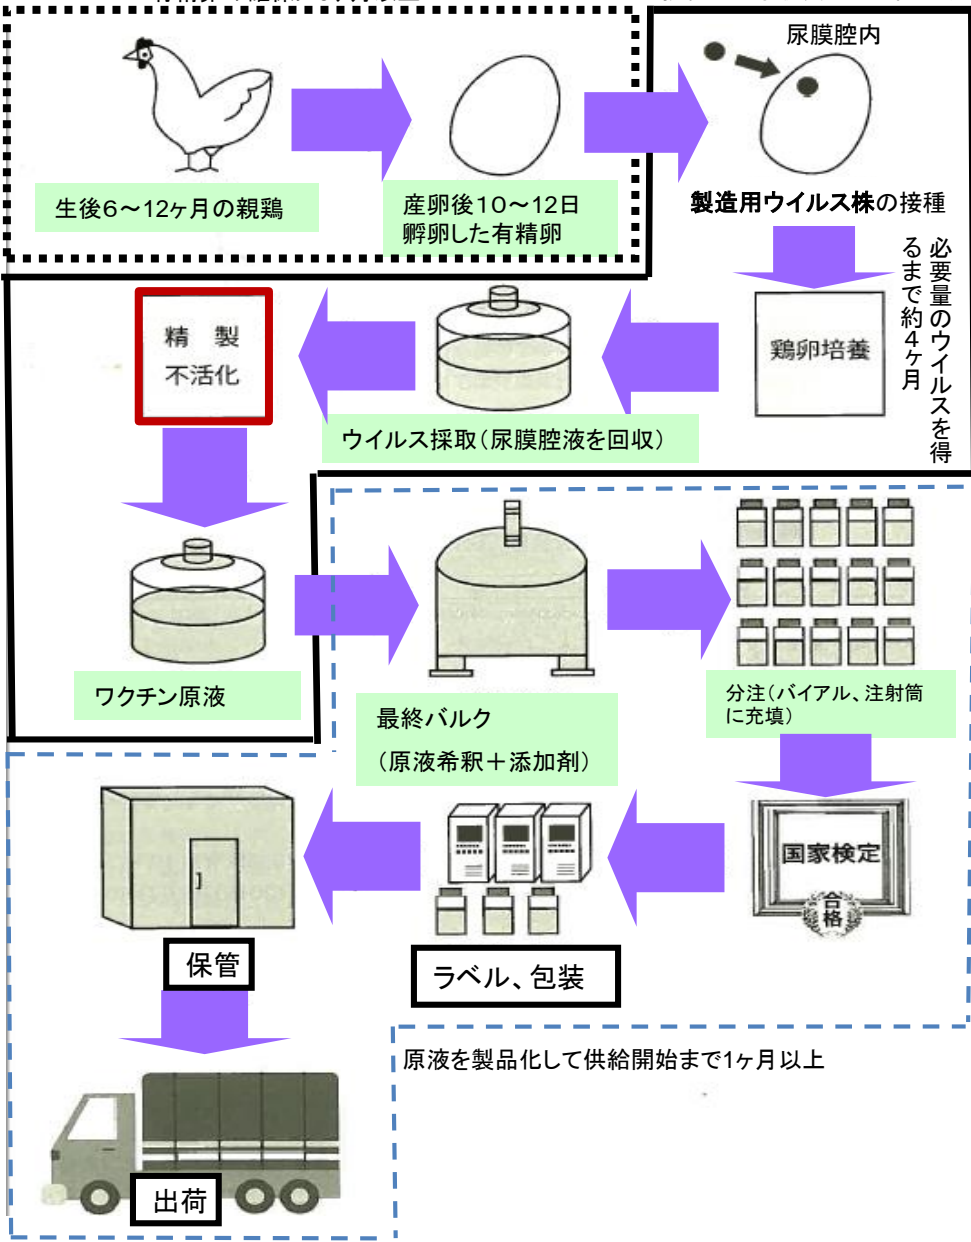 尿膜腔内
生後6～12ヶ月の親鶏
産卵後10～12日
孵卵した有精卵
製造用ウイルス株の接種
必要量のウイルスを得
るまで約4ヶ月
鶏卵培養
ウイルス採取(尿膜腔液を回収)
精 製
不活化
ワクチン原液
最終バルク
(原液希釈＋添加剤)
分注(バイアル、注射筒
に充填)
国家検定
合格
ラベル、包装
保管
出荷
原液を製品化して供給開始まで1ヶ月以上